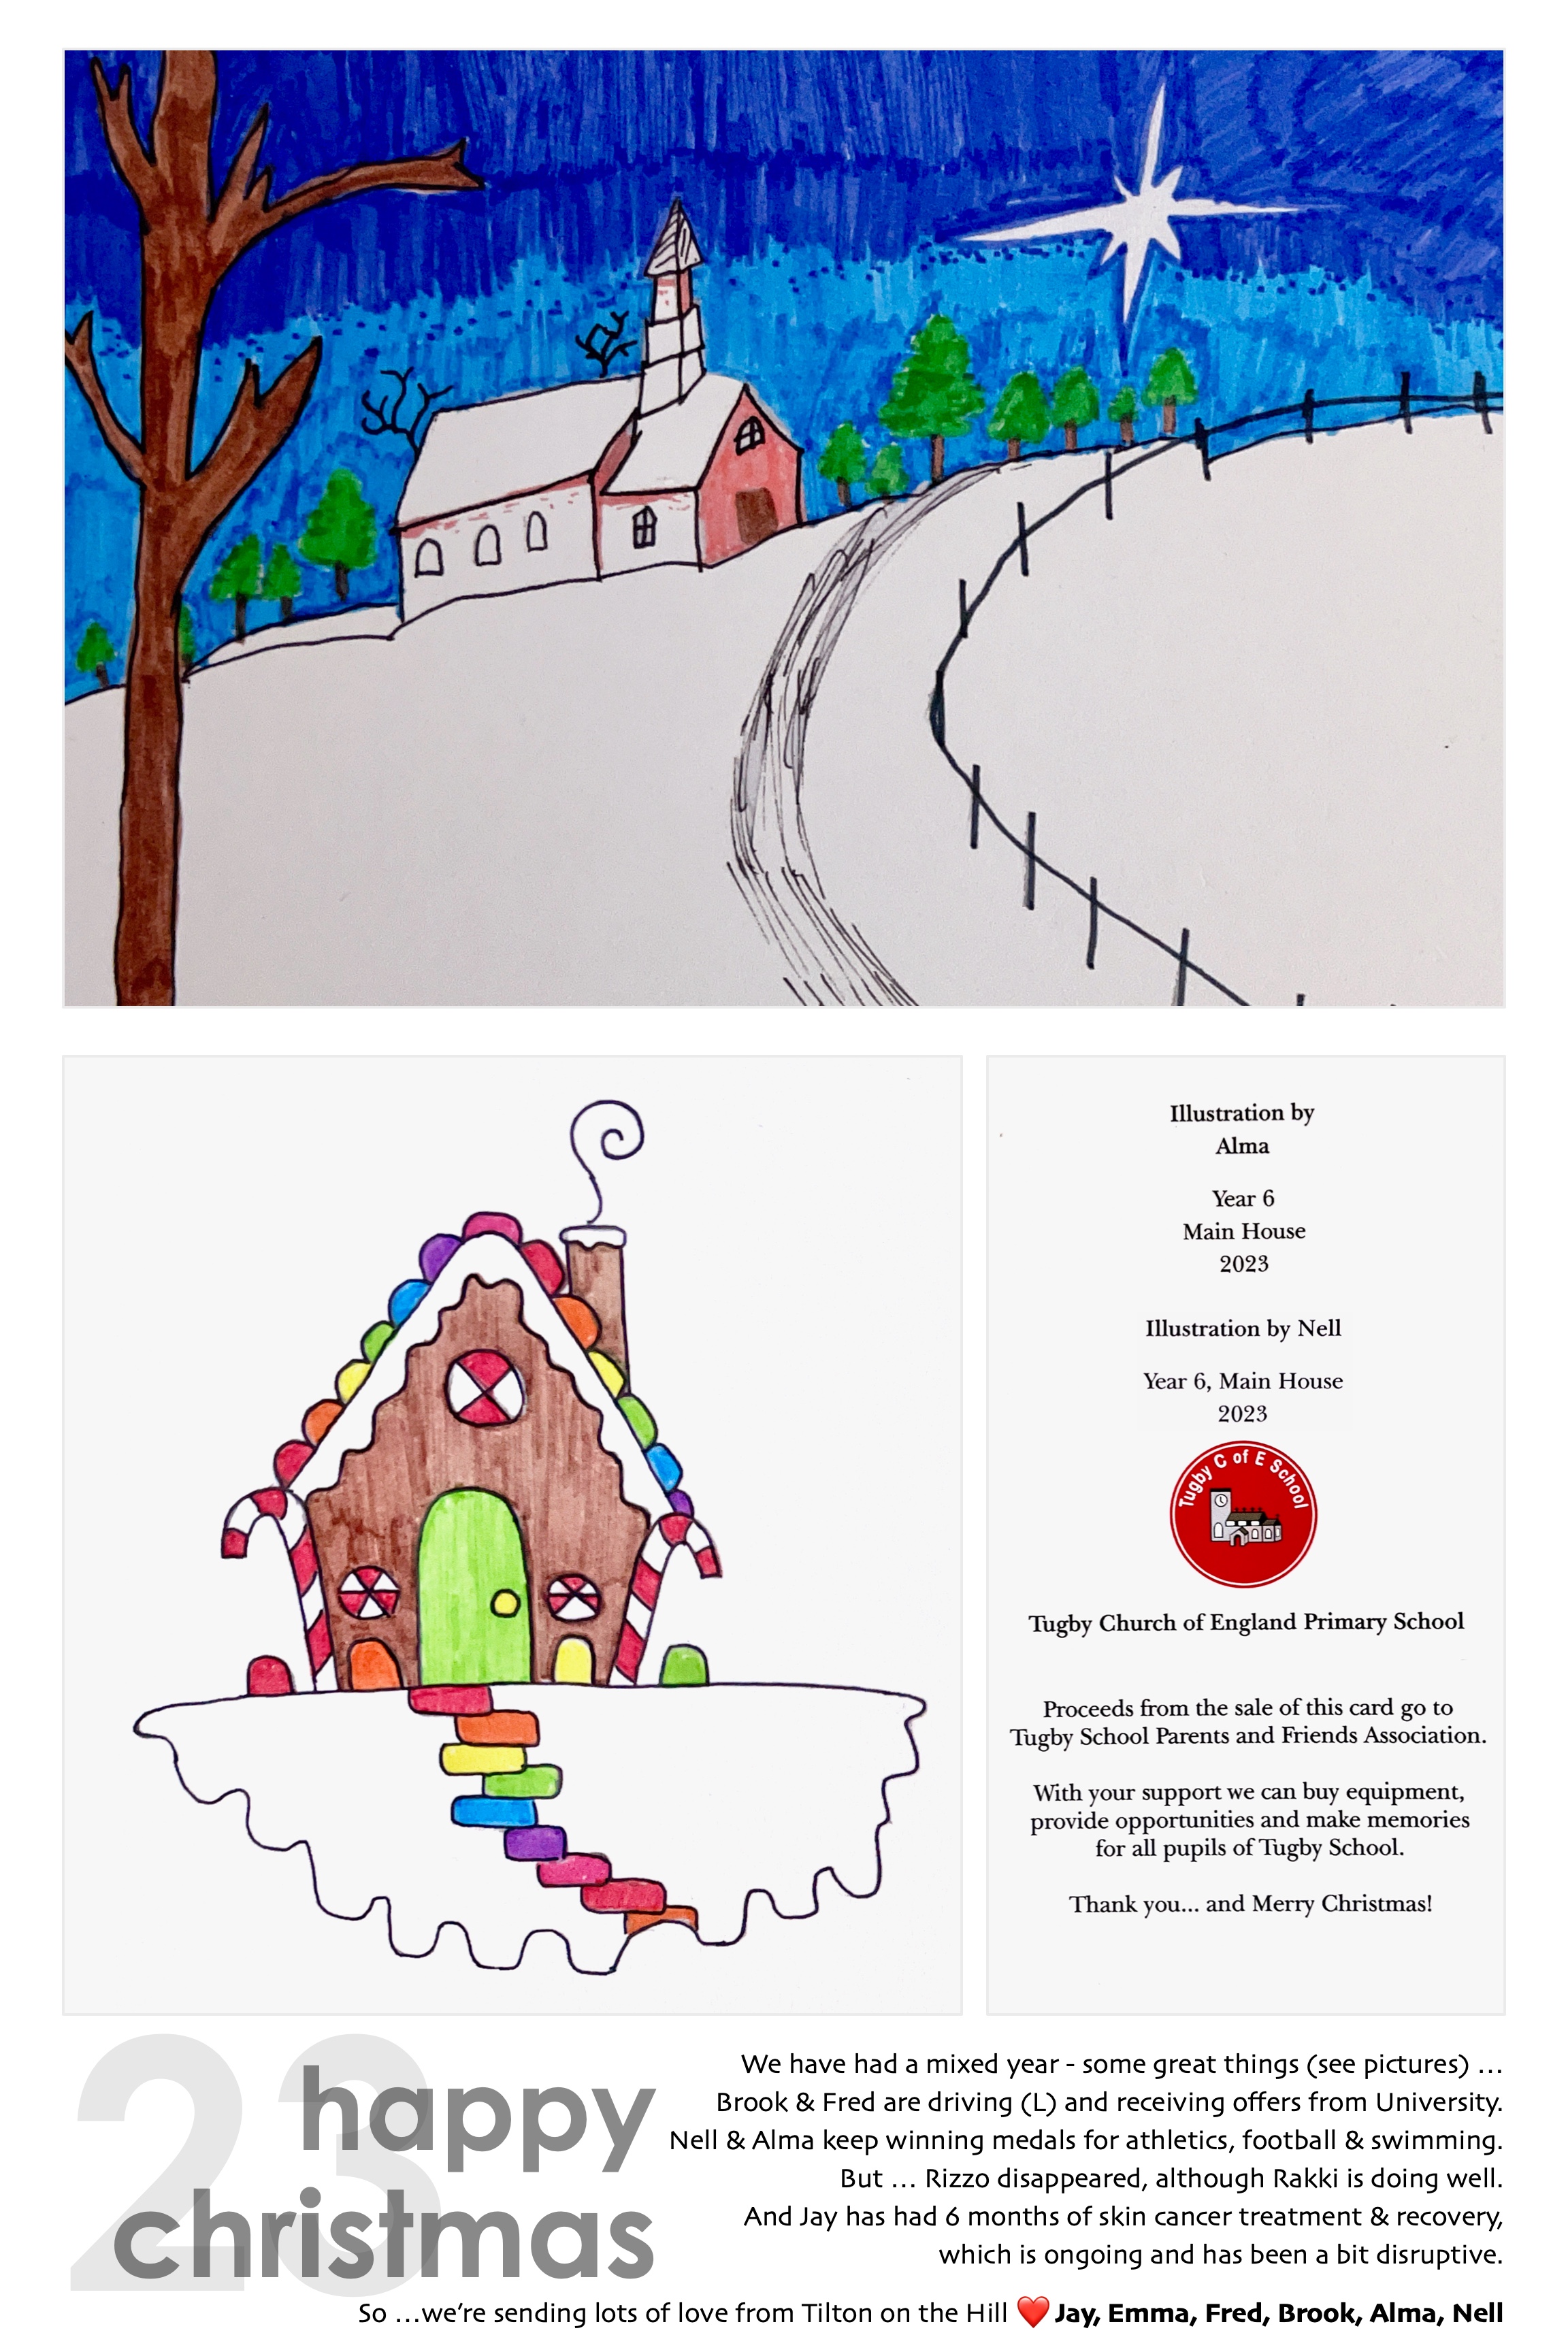 Illustration by
Alma
Year 6
Main House
2023
Illustration by Nell
Year 6, Main House
2023
Tugby C of E School
Tugby Church of England Primary School
Proceeds from the sale of this card go to
Tugby School Parents and Friends Association.
With your support we can buy equipment,
provide opportunities and make memories
for all pupils of Tugby School.
Thank you... and Merry Christmas!
23
happy
christmas
We have had a mixed year - some great things (see pictures) …
Brook & Fred are driving (L) and receiving offers from University.
Nell & Alma keep winning medals for athletics, football & swimming.
But … Rizzo disappeared, although Rakki is doing well.
And Jay has had 6 months of skin cancer treatment & recovery,
which is ongoing and has been a bit disruptive.
So …we’re sending lots of love from Tilton on the Hill ❤️ Jay, Emma, Fred, Brook, Alma, Nell